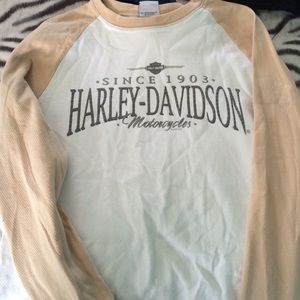 · SINCE 1903 ·
HARLEY-DAVIDSON
Motorcycles